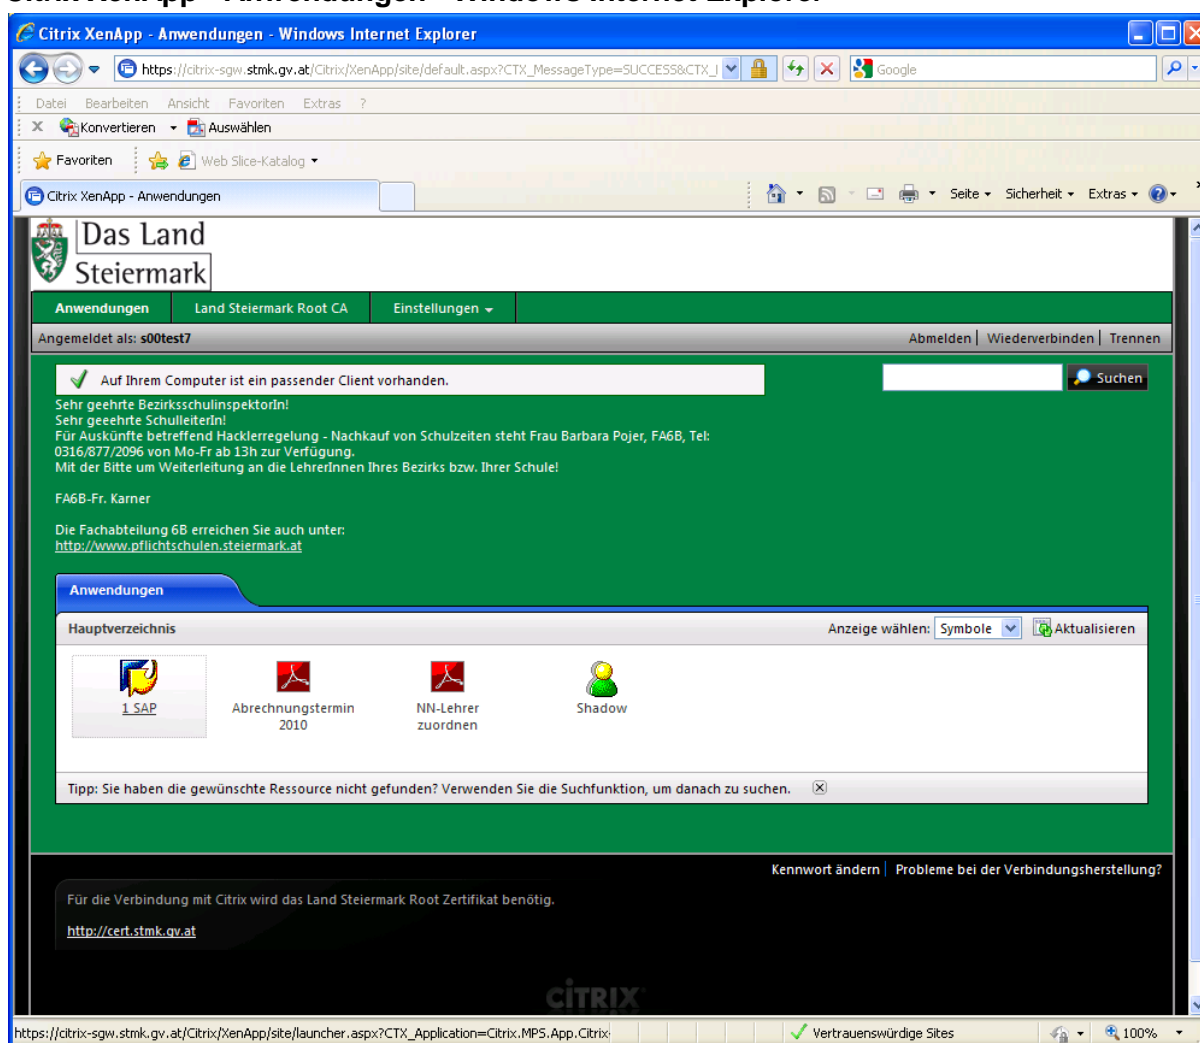 Citrix XenApp - Anwendungen - Windows Internet Explorer
https://citrix-sgw.stmk.gv.at/Citrix/XenApp/site/default.aspx?CTX_MessageType=SUCCESS&CTX_
Google
Datei Bearbeiten Ansicht Favoriten Extras ?
x Konvertieren Auswählen
Favoriten Web Slice-Katalog
Citrix XenApp - Anwendungen
Seite Sicherheit Extras
Das Land
Steiermark
Anwendungen Land Steiermark Root CA Einstellungen
Angemeldet als: s00test7 Abmelden | Wiederverbinden | Trennen
Auf Ihrem Computer ist ein passender Client vorhanden. Suchen
Sehr geehrte BezirksschulinspektorIn!
Sehr geeehrte SchulleiterIn!
Für Auskünfte betreffend Hacklerregelung - Nachkauf von Schulzeiten steht Frau Barbara Pojer, FA6B, Tel:
0316/877/2096 von Mo-Fr ab 13h zur Verfügung.
Mit der Bitte um Weiterleitung an die LehrerInnen Ihres Bezirks bzw. Ihrer Schule!
FA6B-Fr. Karner
Die Fachabteilung 6B erreichen Sie auch unter:
http://www.pflichtschulen.steiermark.at
Anwendungen
Hauptverzeichnis Anzeige wählen: Symbole Aktualisieren
1 SAP Abrechnungstermin 2010 NN-Lehrer zuordnen Shadow
Tipp: Sie haben die gewünschte Ressource nicht gefunden? Verwenden Sie die Suchfunktion, um danach zu suchen.
Kennwort ändern | Probleme bei der Verbindungsherstellung?
Für die Verbindung mit Citrix wird das Land Steiermark Root Zertifikat benötig.
http://cert.stmk.gv.at
CITRIX
https://citrix-sgw.stmk.gv.at/Citrix/XenApp/site/launcher.aspx?CTX_Application=Citrix.MPS.App.Citrix Vertrauenswürdige Sites 100%